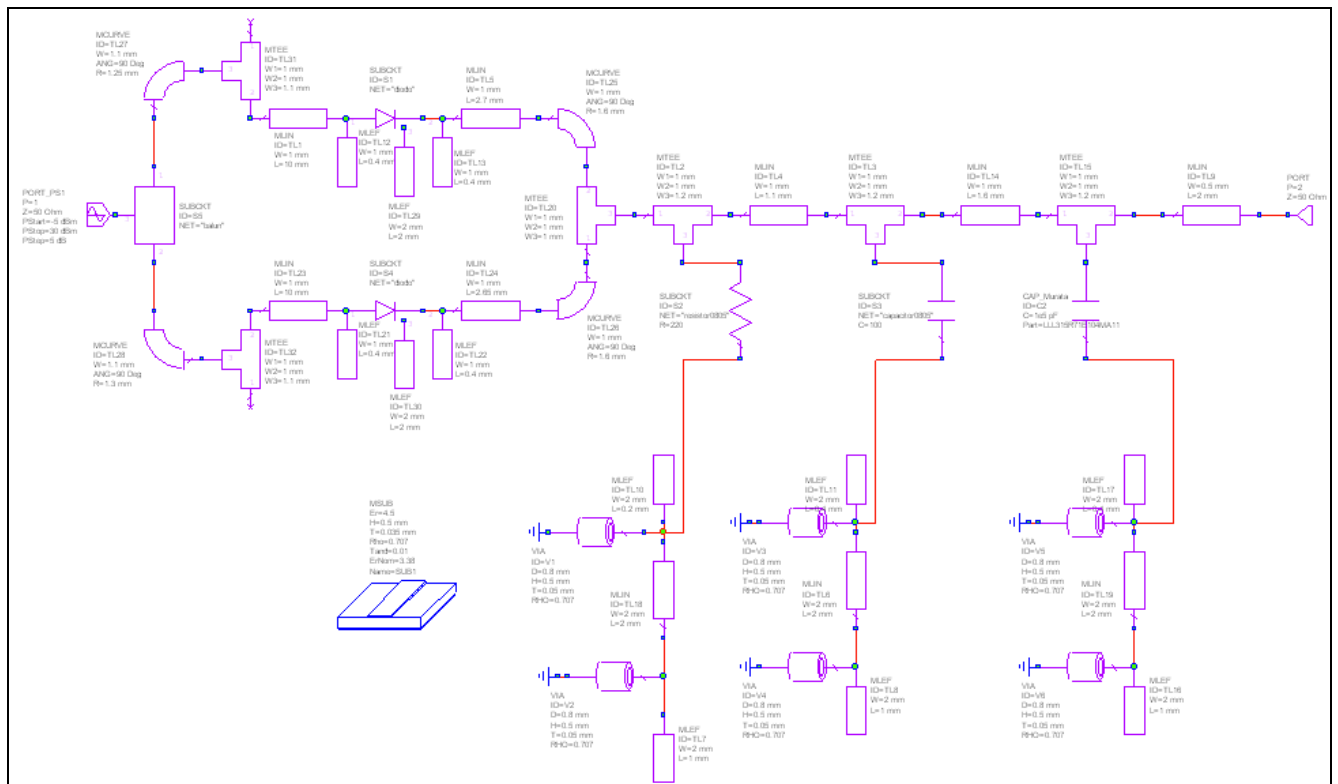 MCURVE
ID=TL27
W=1.1 mm
ANG=90 Deg
R=1.25 mm
MTEE
ID=TL31
W1=1 mm
W2=1 mm
W3=1.1 mm
SUBCKT
ID=S1
NET="diodo"
MLIN
ID=TL5
W=1 mm
L=2.7 mm
MCURVE
ID=TL25
W=1 mm
ANG=90 Deg
R=1.6 mm
MLIN
ID=TL1
W=1 mm
L=10 mm
MLEF
ID=TL12
W=1 mm
L=0.4 mm
MLEF
ID=TL13
W=1 mm
L=0.4 mm
MLEF
ID=TL29
W=2 mm
L=2 mm
PORT_PS1
P=1
Z=50 Ohm
PStart=-5 dBm
PStop=30 dBm
PStep=5 dB
SUBCKT
ID=S5
NET="balun"
MTEE
ID=TL20
W1=1 mm
W2=1 mm
W3=1 mm
MTEE
ID=TL2
W1=1 mm
W2=1 mm
W3=1.2 mm
MLIN
ID=TL4
W=1 mm
L=1.1 mm
MTEE
ID=TL3
W1=1 mm
W2=1 mm
W3=1.2 mm
MLIN
ID=TL14
W=1 mm
L=1.6 mm
MTEE
ID=TL15
W1=1 mm
W2=1 mm
W3=1.2 mm
MLIN
ID=TL9
W=0.5 mm
L=2 mm
PORT
P=2
Z=50 Ohm
MLIN
ID=TL23
W=1 mm
L=10 mm
SUBCKT
ID=S4
NET="diodo"
MLIN
ID=TL24
W=1 mm
L=2.65 mm
MCURVE
ID=TL28
W=1.1 mm
ANG=90 Deg
R=1.3 mm
MTEE
ID=TL32
W1=1 mm
W2=1 mm
W3=1.1 mm
MLEF
ID=TL21
W=1 mm
L=0.4 mm
MLEF
ID=TL22
W=1 mm
L=0.4 mm
MCURVE
ID=TL26
W=1 mm
ANG=90 Deg
R=1.6 mm
MLEF
ID=TL30
W=2 mm
L=2 mm
SUBCKT
ID=S2
NET="resistor0805"
R=220
SUBCKT
ID=S3
NET="capacitor0805"
C=100
CAP_Murata
ID=C2
C=1e5 pF
MSUB
Er=4.5
H=0.5 mm
T=0.035 mm
Rho=0.707
Tand=0.01
ErNom=3.38
Name=SUB1
MLEF
ID=TL10
W=2 mm
L=0.2 mm
VIA
ID=V1
D=0.8 mm
H=0.5 mm
T=0.05 mm
RHO=0.707
MLIN
ID=TL18
W=2 mm
L=2 mm
VIA
ID=V2
D=0.8 mm
H=0.5 mm
T=0.05 mm
RHO=0.707
MLEF
ID=TL7
W=2 mm
L=1 mm
MLEF
ID=TL11
W=2 mm
VIA
ID=V3
D=0.8 mm
H=0.5 mm
T=0.05 mm
RHO=0.707
MLIN
ID=TL6
W=2 mm
L=2 mm
VIA
ID=V4
D=0.8 mm
H=0.5 mm
T=0.05 mm
RHO=0.707
MLEF
ID=TL8
W=2 mm
L=1 mm
MLEF
ID=TL17
W=2 mm
VIA
ID=V5
D=0.8 mm
H=0.5 mm
T=0.05 mm
RHO=0.707
MLIN
ID=TL19
W=2 mm
L=2 mm
VIA
ID=V6
D=0.8 mm
H=0.5 mm
T=0.05 mm
RHO=0.707
MLEF
ID=TL16
W=2 mm
L=1 mm